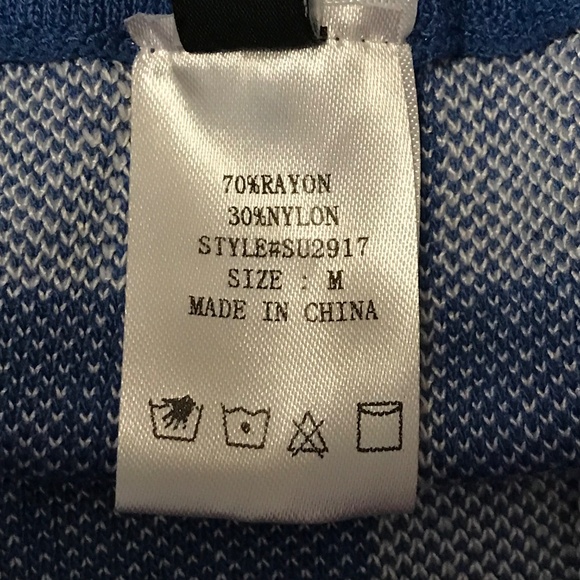 70%RAYON
30%NYLON
STYLE#SU2917
SIZE : M
MADE IN CHINA